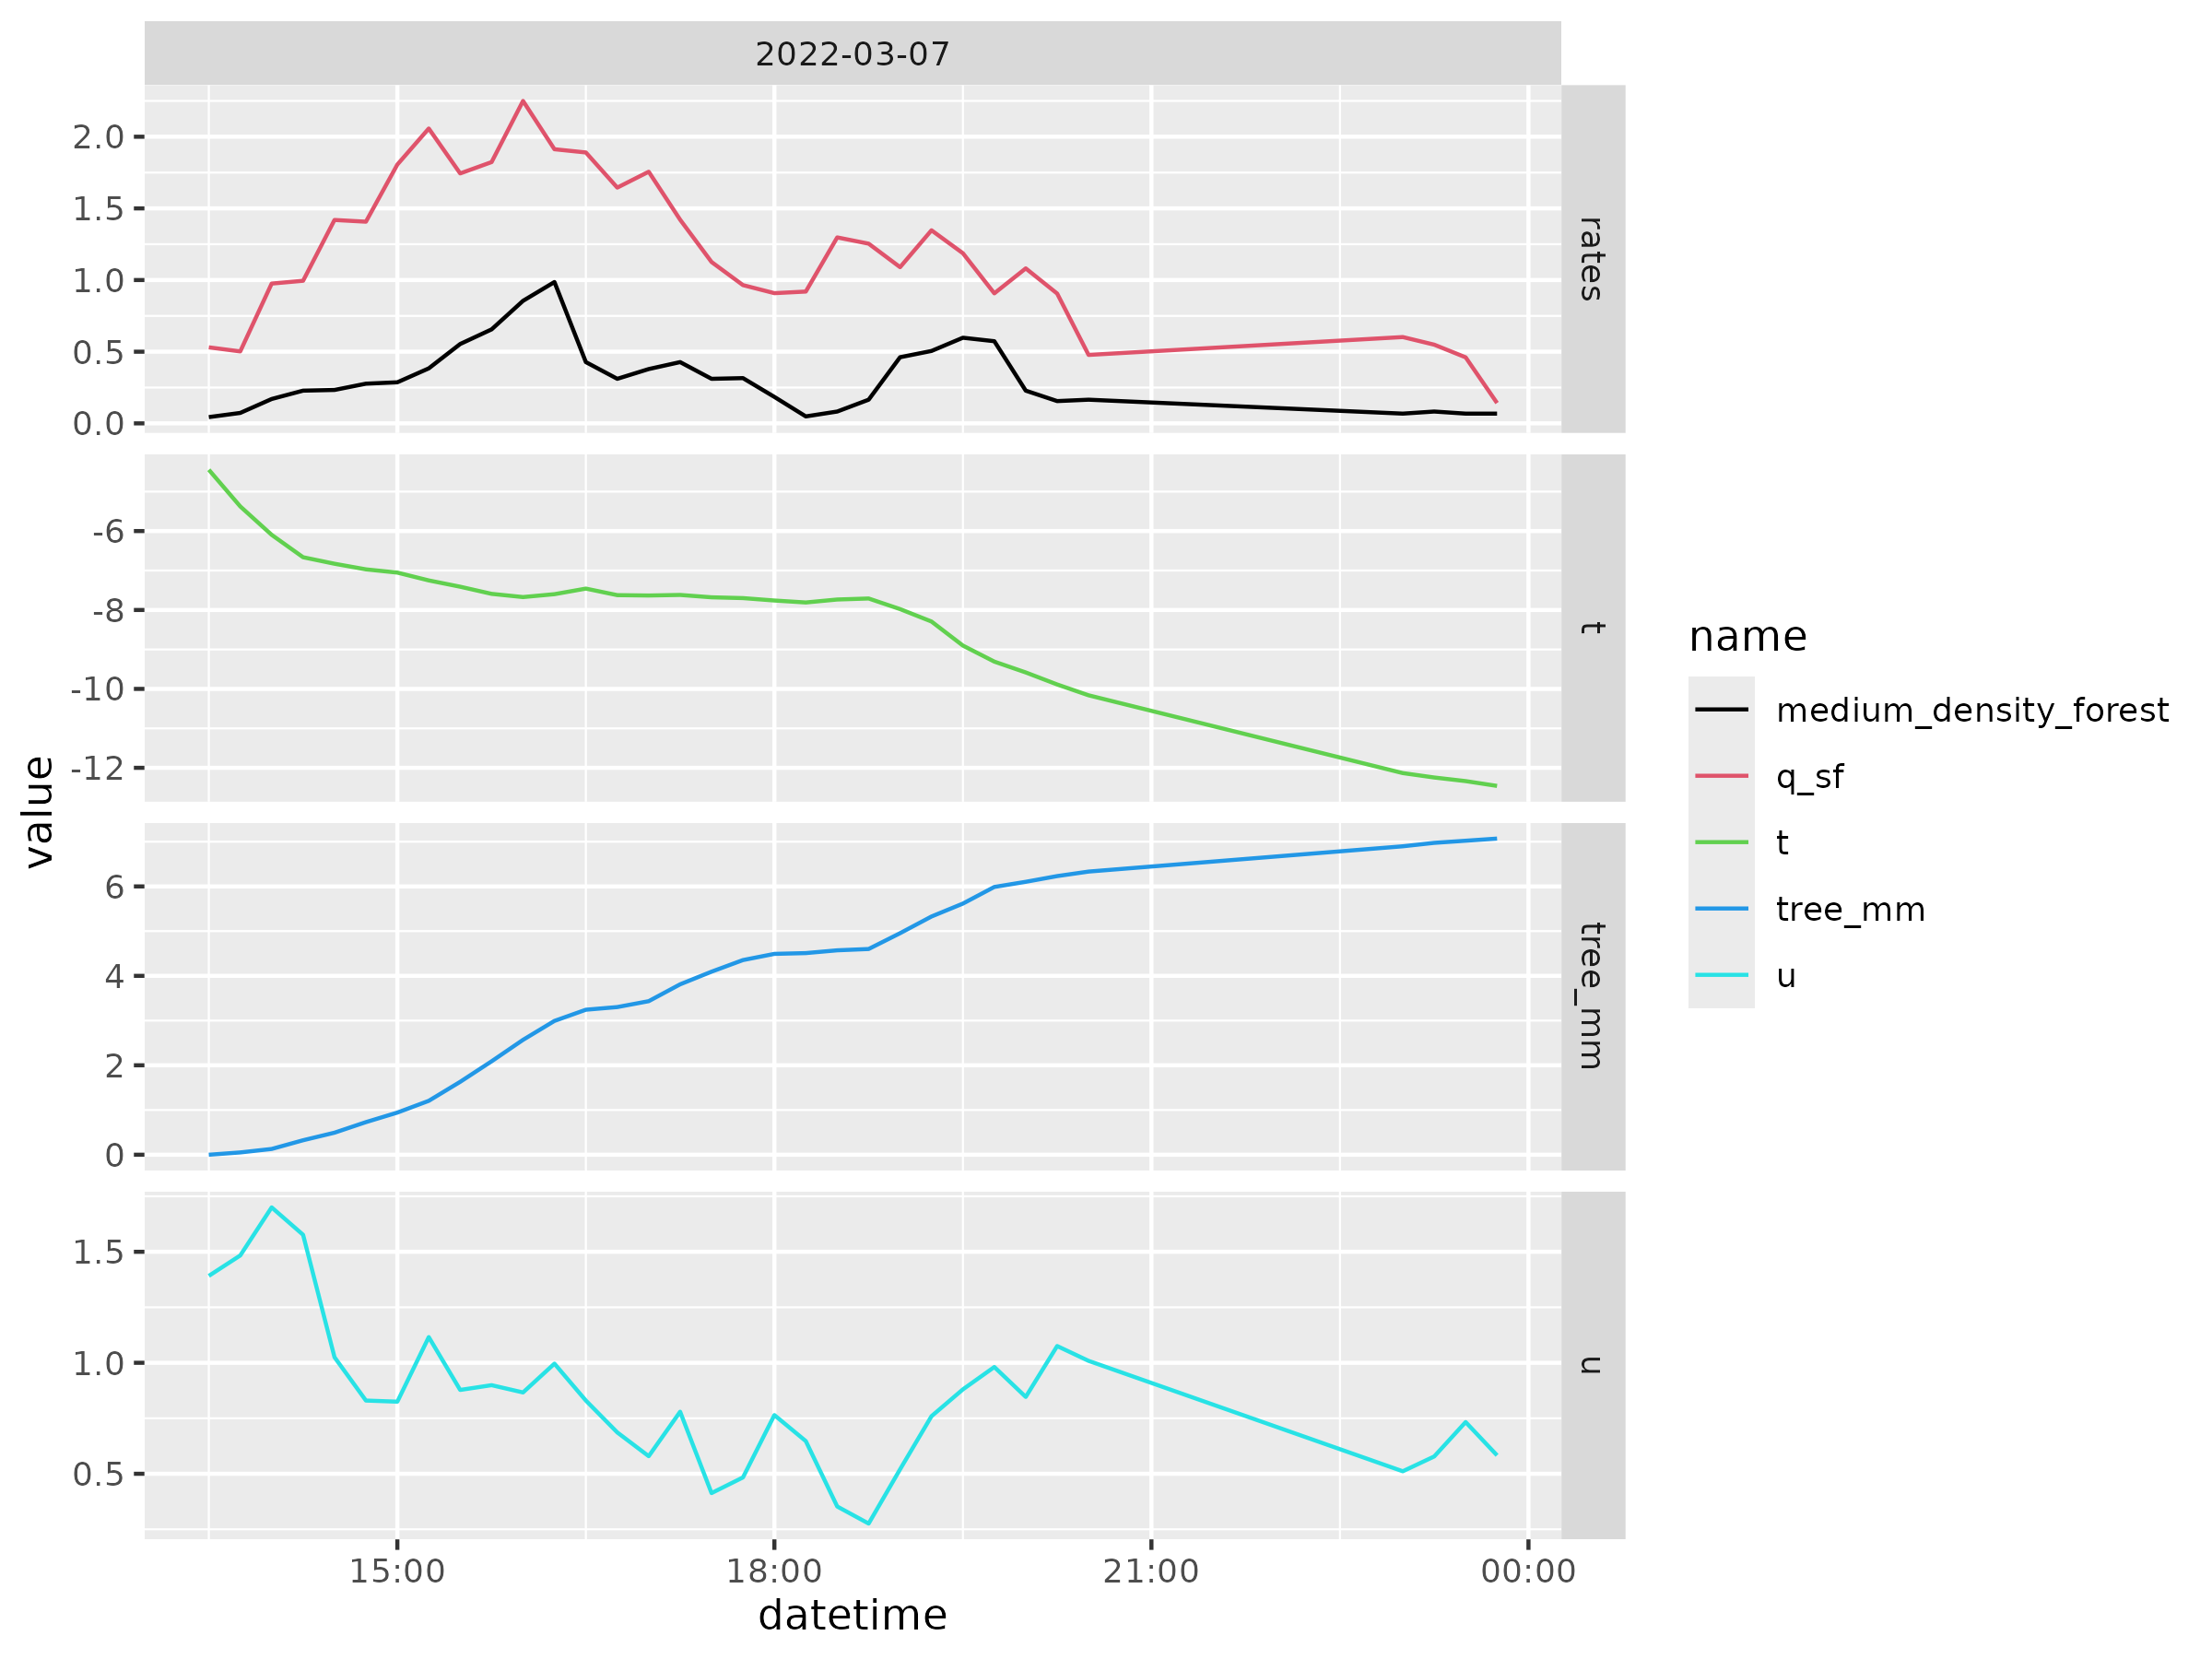 2022-03-07
2.0
1.5
1.0
0.5
0.0
rates
-6
-8
-10
-12
t
6
4
2
0
tree_mm
1.5
1.0
0.5
u
15:00
18:00
21:00
00:00
datetime
value
name
medium_density_forest
q_sf
t
tree_mm
u